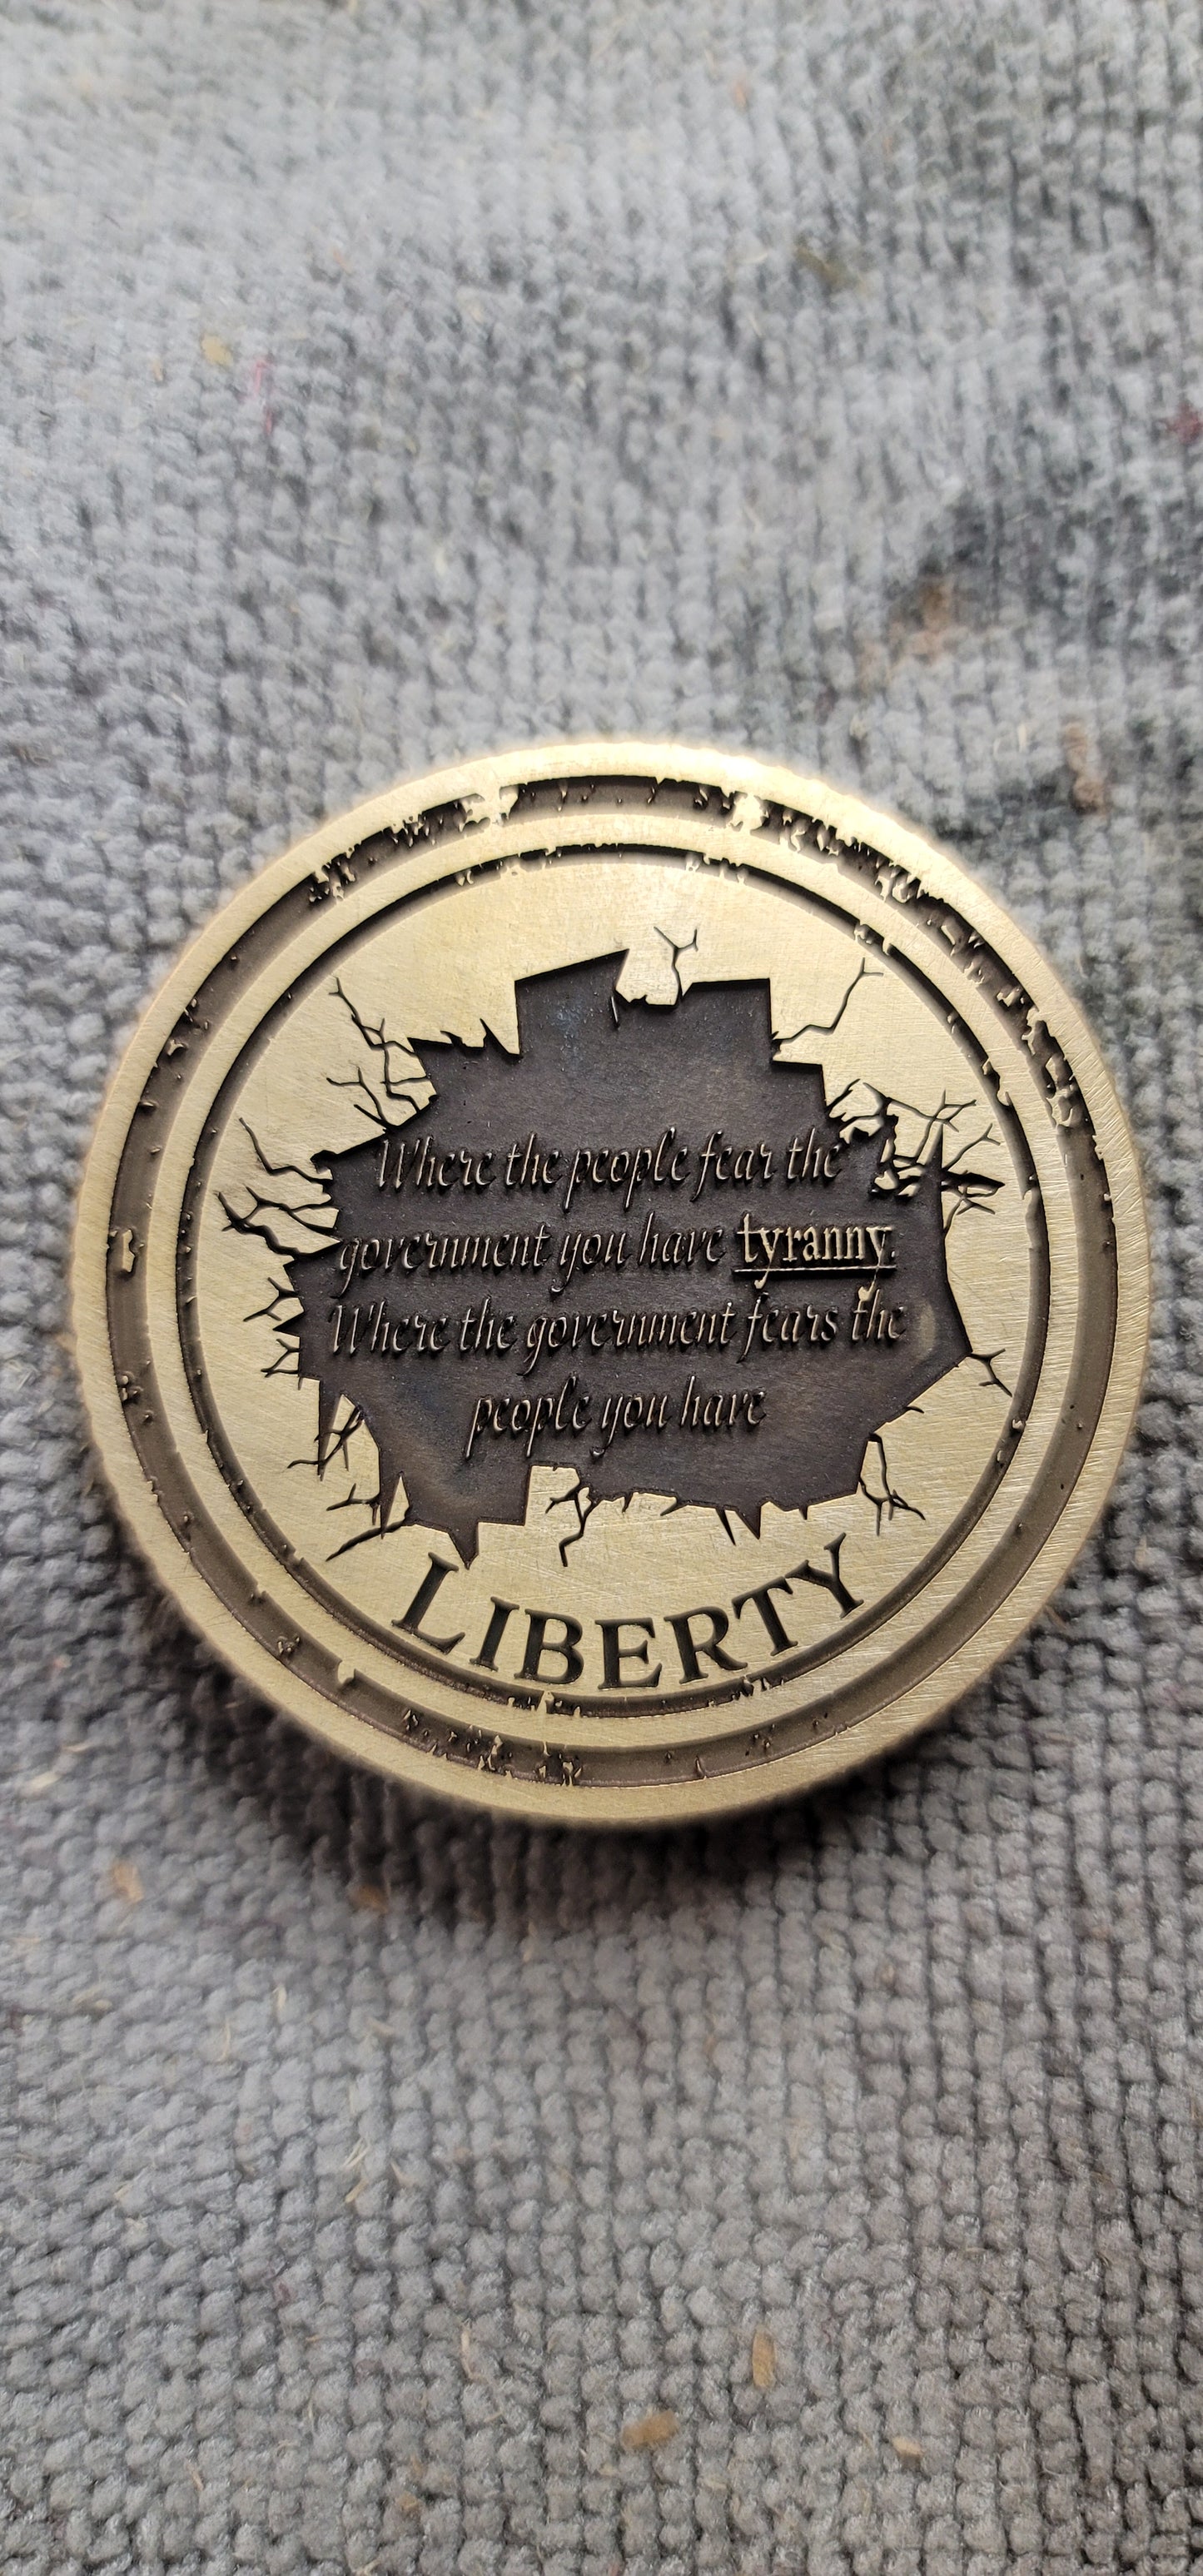 Where the people fear the
government you have tyranny.
Where the government fears the
people you have
LIBERTY